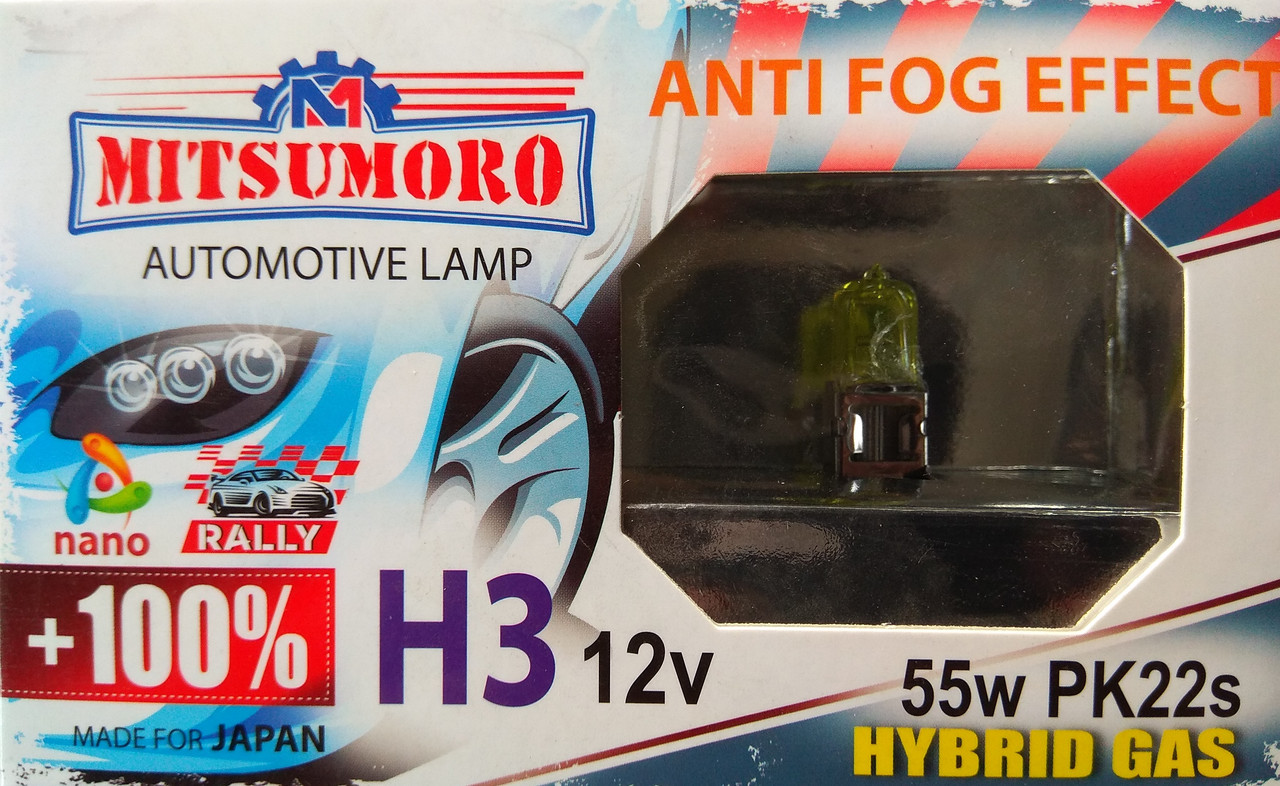 MITSUMORO
AUTOMOTIVE LAMP
ANTI FOG EFFECT
nano
RALLY
+100%
H3 12v
MADE FOR JAPAN
55w PK22s
HYBRID GAS